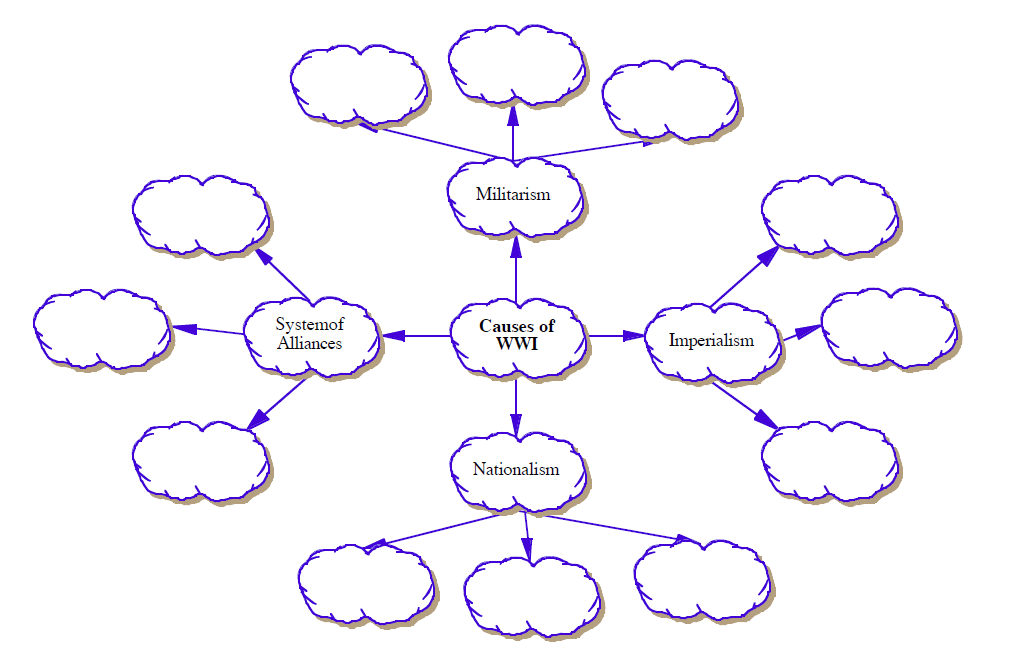 Militarism
Systemof
Alliances
Causes of
WWI
Imperialism
Nationalism